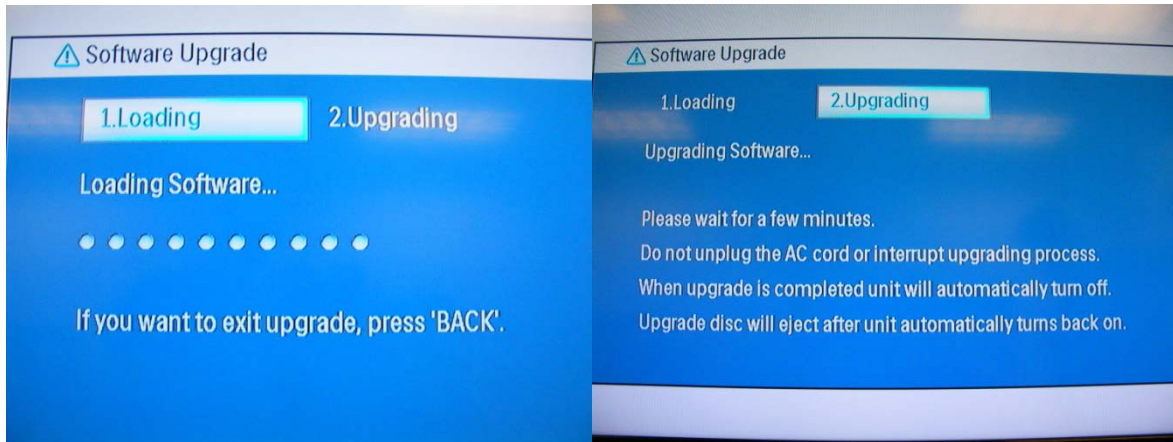 Software Upgrade
1.Loading 2.Upgrading
Loading Software...
If you want to exit upgrade, press 'BACK'.
Software Upgrade
1.Loading 2.Upgrading
Upgrading Software...
Please wait for a few minutes.
Do not unplug the AC cord or interrupt upgrading process.
When upgrade is completed unit will automatically turn off.
Upgrade disc will eject after unit automatically turns back on.